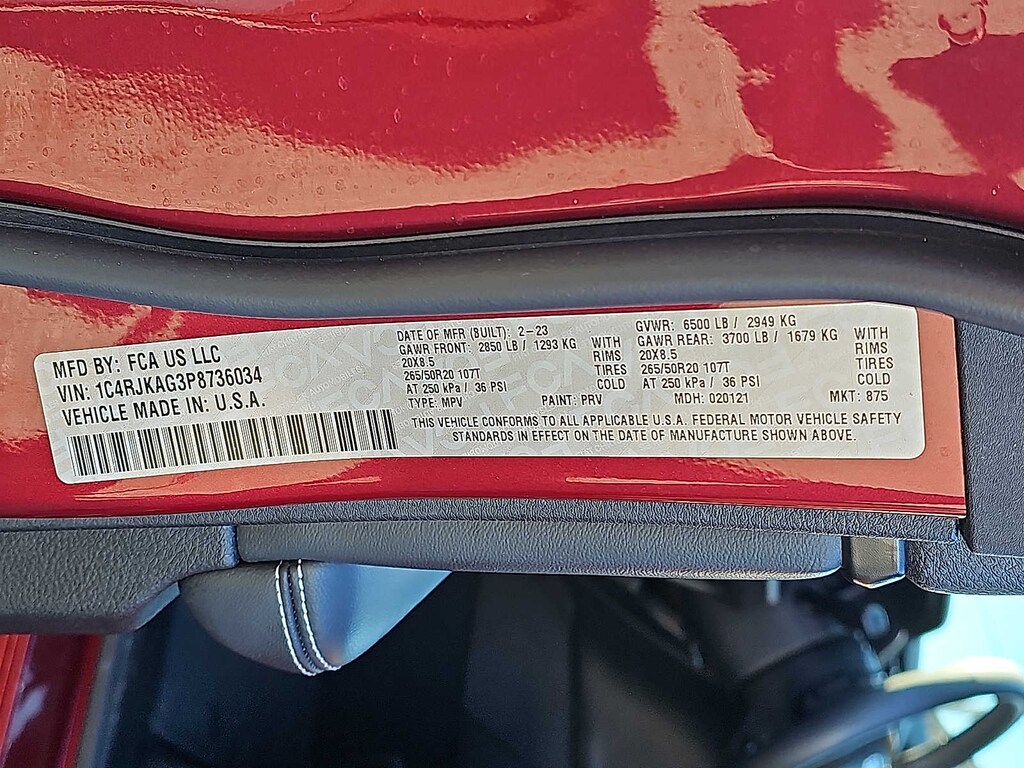 MFD BY: FCA US LLC
VIN: 1C4RJKAG3P8736034
VEHICLE MADE IN: U.S.A.
DATE OF MFR (BUILT): 2-23
GAWR FRONT: 2850 LB / 1293 KG WITH
20X8.5 RIMS
265/50R20 107T TIRES
AT 250 kPa / 36 PSI COLD
TYPE: MPV PAINT: PRV
GVWR: 6500 LB / 2949 KG
GAWR REAR: 3700 LB / 1679 KG WITH
20X8.5 RIMS
265/50R20 107T TIRES
AT 250 kPa / 36 PSI COLD
MDH: 020121 MKT: 875
THIS VEHICLE CONFORMS TO ALL APPLICABLE U.S.A. FEDERAL MOTOR VEHICLE SAFETY
STANDARDS IN EFFECT ON THE DATE OF MANUFACTURE SHOWN ABOVE.